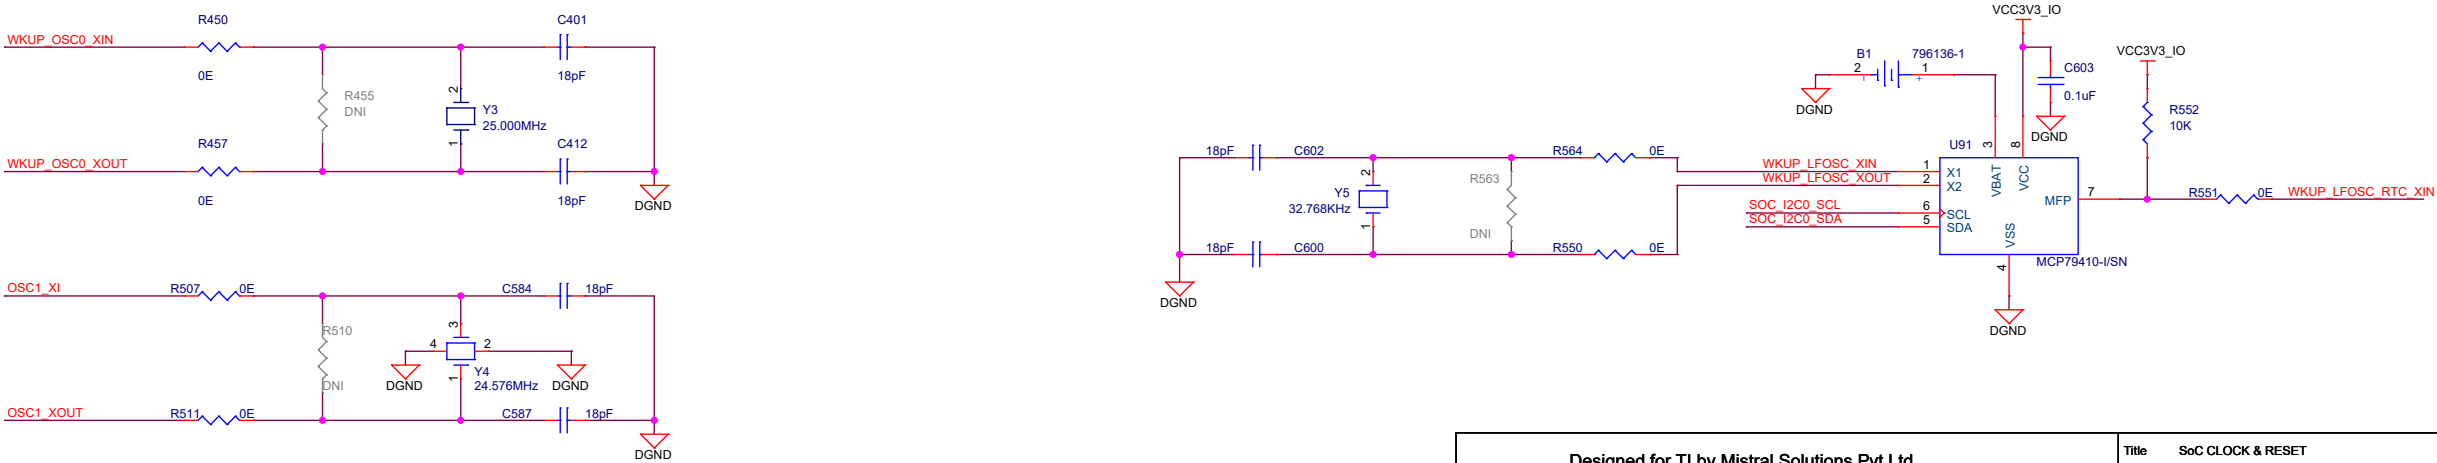 R450
C401
WKUP_OSC0_XIN
0E
18pF
R455
DNI
2
Y3
25.000MHz
1
R457
C412
WKUP_OSC0_XOUT
0E
18pF
DGND
OSC1_XI
R507
0E
C584
18pF
R510
DNI
3
4
2
DGND
1
Y4
24.576MHz
DGND
OSC1_XOUT
R511
0E
C587
18pF
DGND
VCC3V3_IO
VCC3V3_IO
B1
796136-1
2
1
-
+
DGND
C603
0.1uF
DGND
R552
10K
18pF
C602
R564
0E
WKUP_LFOSC_XIN
WKUP_LFOSC_XOUT
2
Y5
32.768KHz
1
R563
DNI
18pF
C600
R550
0E
DGND
SOC_I2C0_SCL
SOC_I2C0_SDA
U91
3
8
1
2
6
5
X1
X2
VBAT
VCC
SCL
SDA
VSS
MFP
7
4
MCP79410-I/SN
DGND
R551
0E
WKUP_LFOSC_RTC_XIN
Designed for TI by Mistral Solutions Pvt Ltd
Title
SoC CLOCK & RESET